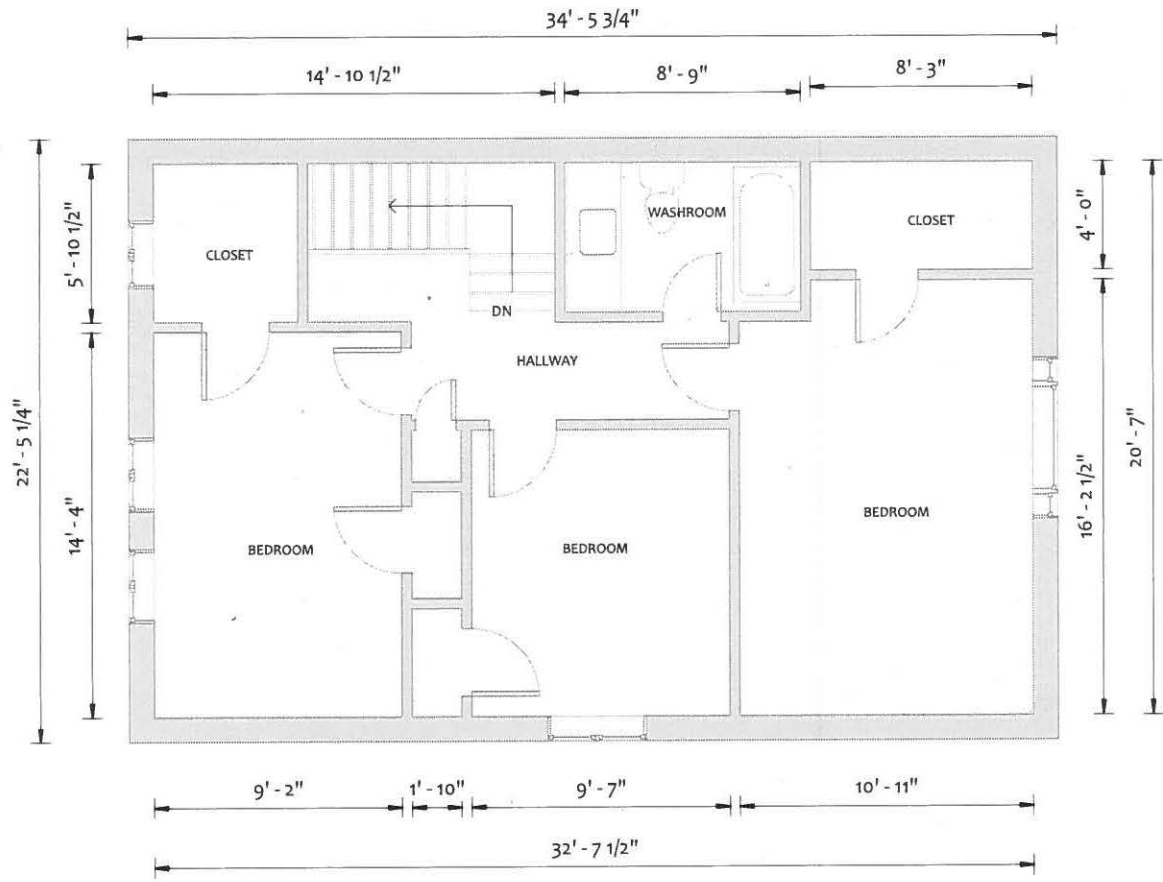 34' - 5 3/4"
14' - 10 1/2"
8' - 9"
8' - 3"
5' - 10 1/2"
CLOSET
WASHROOM
CLOSET
4' - 0"
DN
HALLWAY
22' - 5 1/4"
14' - 4"
BEDROOM
BEDROOM
BEDROOM
16' - 2 1/2"
20' - 7"
9' - 2"
1' - 10"
9' - 7"
10' - 11"
32' - 7 1/2"